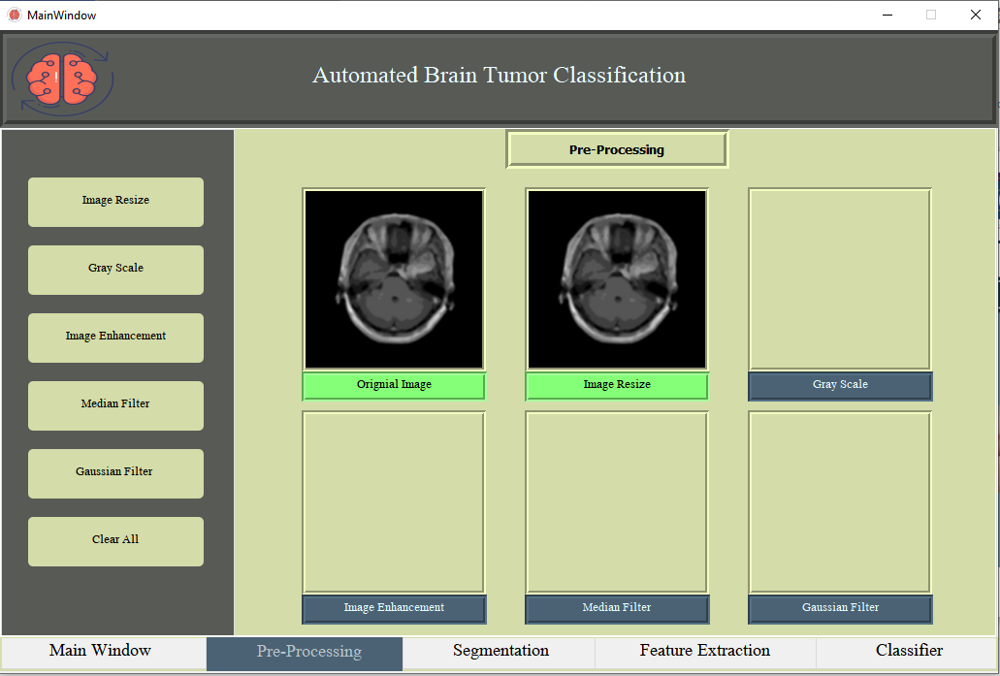 MainWindow
Automated Brain Tumor Classification
Pre-Processing
Image Resize
Gray Scale
Image Enhancement
Median Filter
Gaussian Filter
Clear All
Orignial Image
Image Resize
Gray Scale
Image Enhancement
Median Filter
Gaussian Filter
Main Window
Pre-Processing
Segmentation
Feature Extraction
Classifier